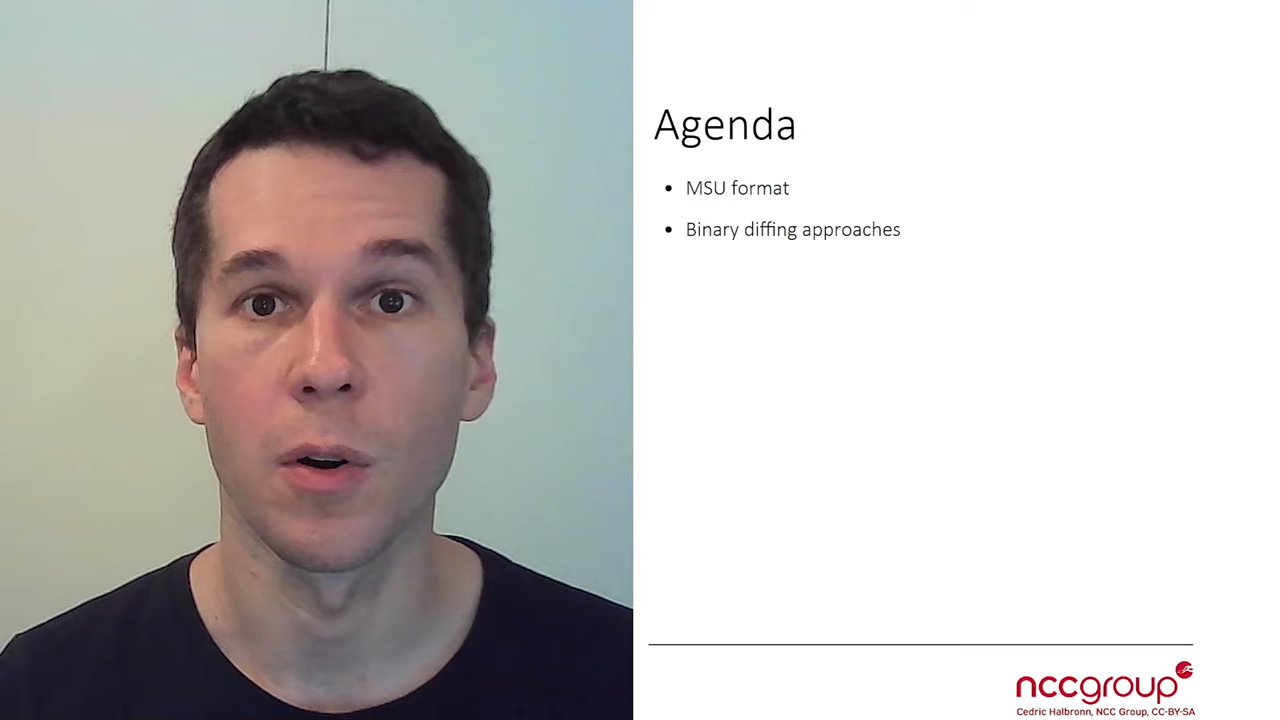 Agenda
• MSU format
• Binary diffing approaches
nccgroup
Cedric Halbronn, NCC Group, CC-BY-SA